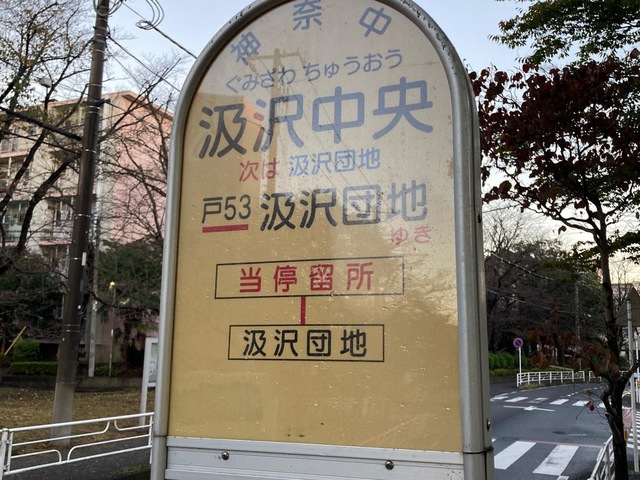 神奈中
ぐみざわ ちゅうおう
汲沢中央
次は 汲沢団地
戸53 汲沢団地
ゆき
当停留所
汲沢団地